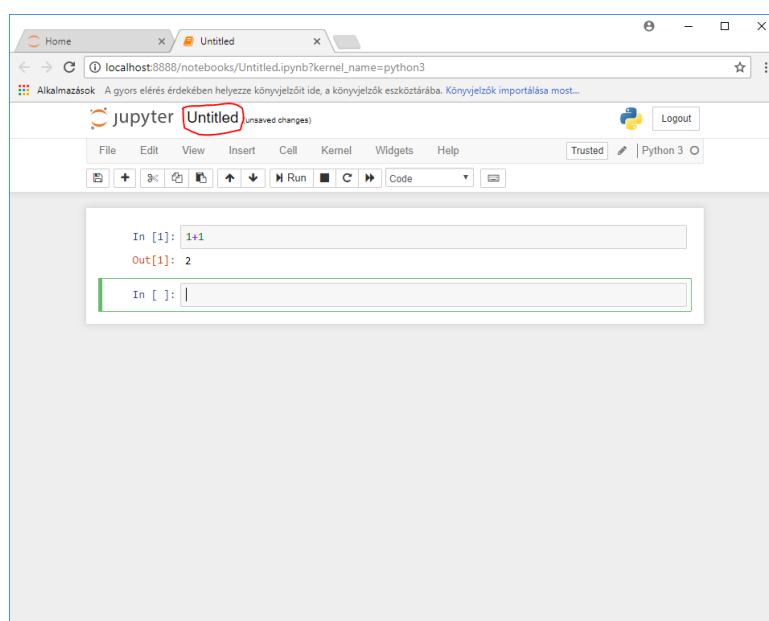 Home Untitled
localhost:8888/notebooks/Untitled.ipynb?kernel_name=python3
Alkalmazások A gyors elérés érdekében helyezze könyvjelzőit ide, a könyvjelzők eszköztárába. Könyvjelzők importálása most...
jupyter Untitled (unsaved changes) Logout
File Edit View Insert Cell Kernel Widgets Help Trusted Python 3
Run Code
In [1]: 1+1
Out[1]: 2
In [ ]: